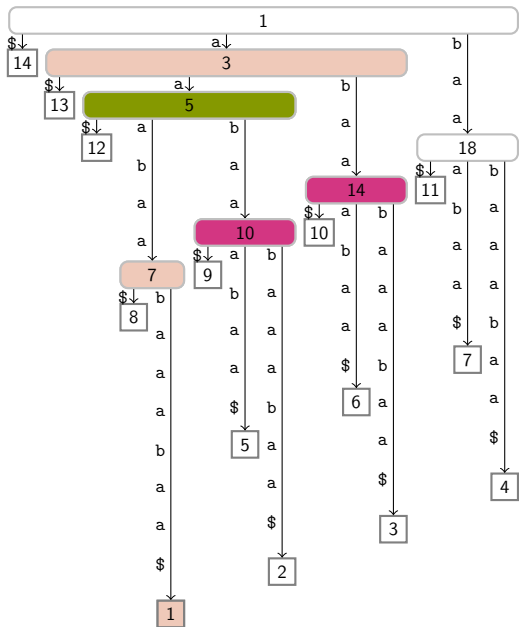 1
$ a b
14 3
$ a b a
13 5
$ a b a a
12 18
b a a $ a b
14 11
a a $ a b b a
10 10
a $ a b b a a a
7 9
$ b b a a a a a
8
a a a a a $ b
7
a a a $ b a
6
a $ b a a
5
b a a $
4
a a $
3
a $
2
$
1